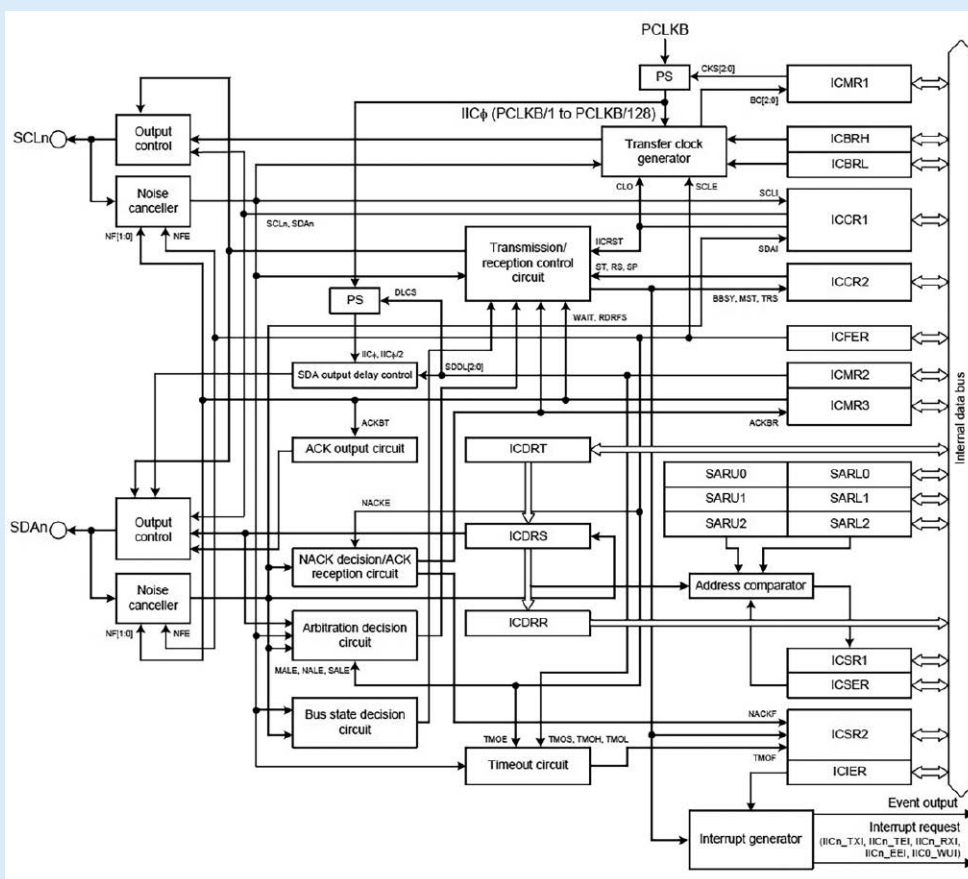 PCLKB
PS
CKS[2:0]
ICMR1
BC[2:0]
IICϕ (PCLKB/1 to PCLKB/128)
SCLn
Output
control
Transfer clock
generator
ICBRH
ICBRL
CLO
SCLE
Noise
canceller
NF[1:0]
NFE
SCLn, SDAn
SCLI
ICCR1
SDAI
Transmission/
reception control
circuit
IICRST
ST, RS, SP
ICCR2
BBSY, MST, TRS
PS
DLCS
WAIT, RDRFS
ICFER
IICϕ, IICϕ/2
SDA output delay control
SDDL[2:0]
ICMR2
ICMR3
ACKBT
ACKBR
ACK output circuit
ICDRT
Internal data bus
SARU0
SARL0
SARU1
SARL1
SARU2
SARL2
SDAn
Output
control
NACKE
NACK decision/ACK
reception circuit
ICDRS
Address comparator
Noise
canceller
NF[1:0]
NFE
Arbitration decision
circuit
ICDRR
MALE, NALE, SALE
ICSR1
ICSER
Bus state decision
circuit
NACKF
ICSR2
TMOE
TMOS, TMOH, TMOL
Timeout circuit
TMOF
ICIER
Event output
Interrupt generator
Interrupt request
(IICn_TXI, IICn_TEI, IICn_RXI,
IICn_EEI, IIC0_WUI)